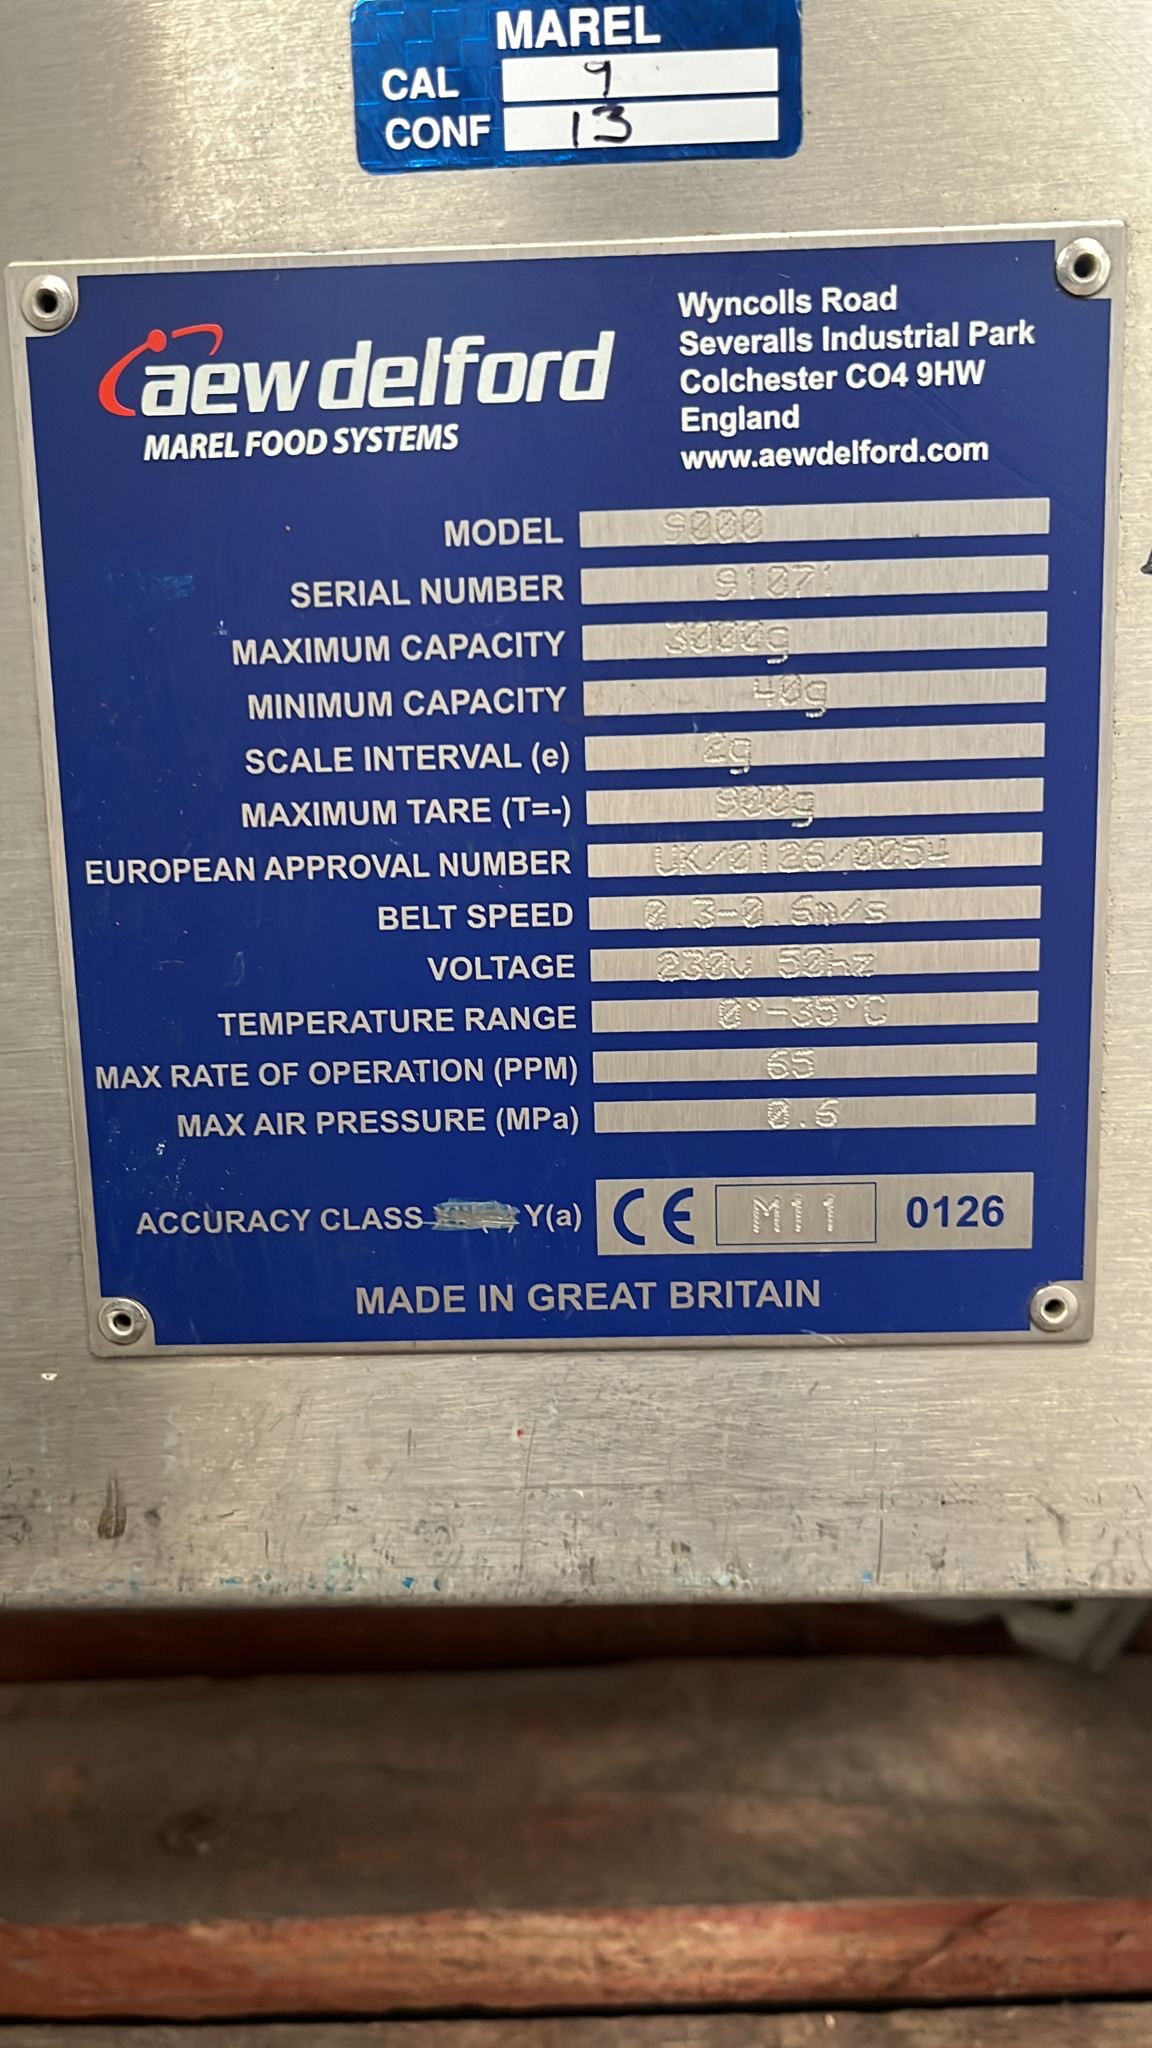 MAREL
CAL 9
CONF 13
aew delford
MAREL FOOD SYSTEMS
Wyncolls Road
Severalls Industrial Park
Colchester CO4 9HW
England
www.aewdelford.com
MODEL 9000
SERIAL NUMBER 91071
MAXIMUM CAPACITY 3000g
MINIMUM CAPACITY 40g
SCALE INTERVAL (e) 2g
MAXIMUM TARE (T=-) 900g
EUROPEAN APPROVAL NUMBER UK/0126/0054
BELT SPEED 0.3-0.6m/s
VOLTAGE 230v 50hz
TEMPERATURE RANGE 0°-35°C
MAX RATE OF OPERATION (PPM) 65
MAX AIR PRESSURE (MPa) 0.6
ACCURACY CLASS Y(a) CE M11 0126
MADE IN GREAT BRITAIN